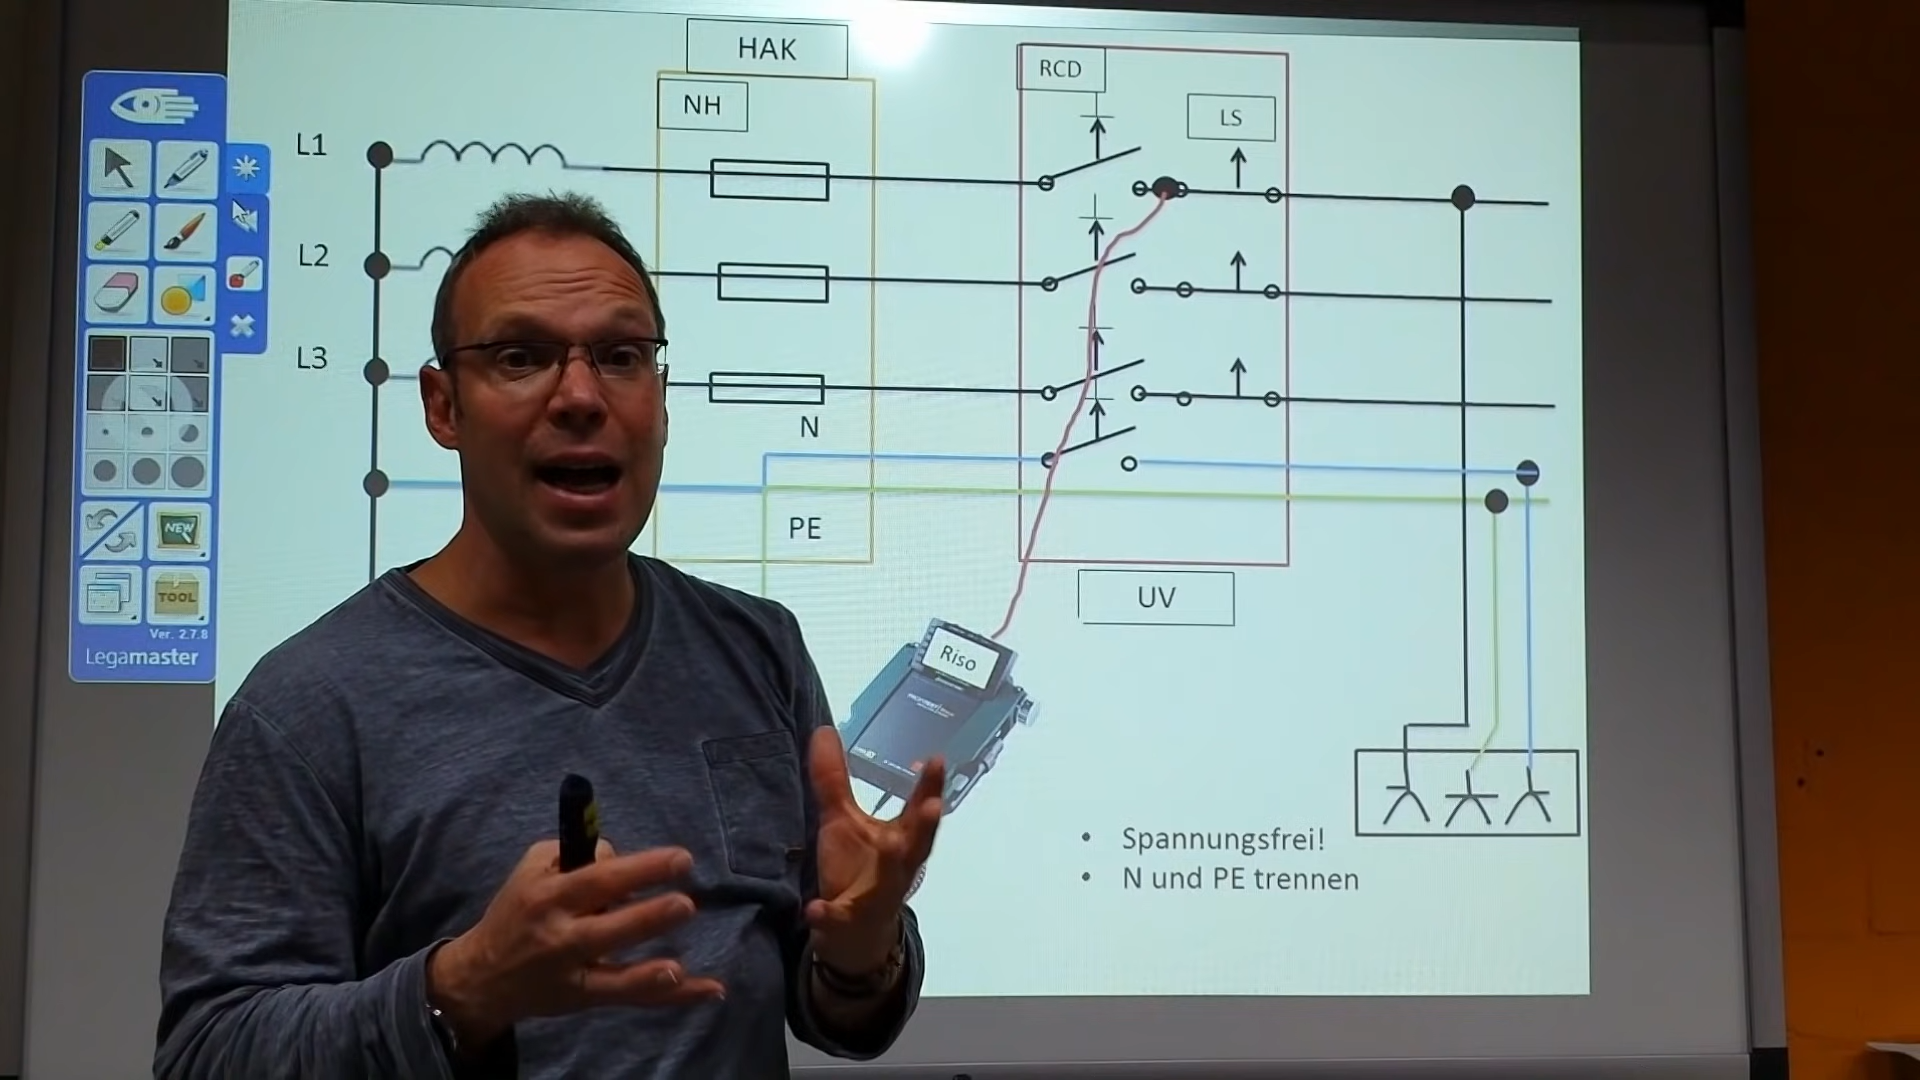 HAK
RCD
NH
LS
L1
L2
L3
N
PE
UV
NEW
TOOL
Ver. 2.7.8
Legamaster
Riso
• Spannungsfrei!
• N und PE trennen